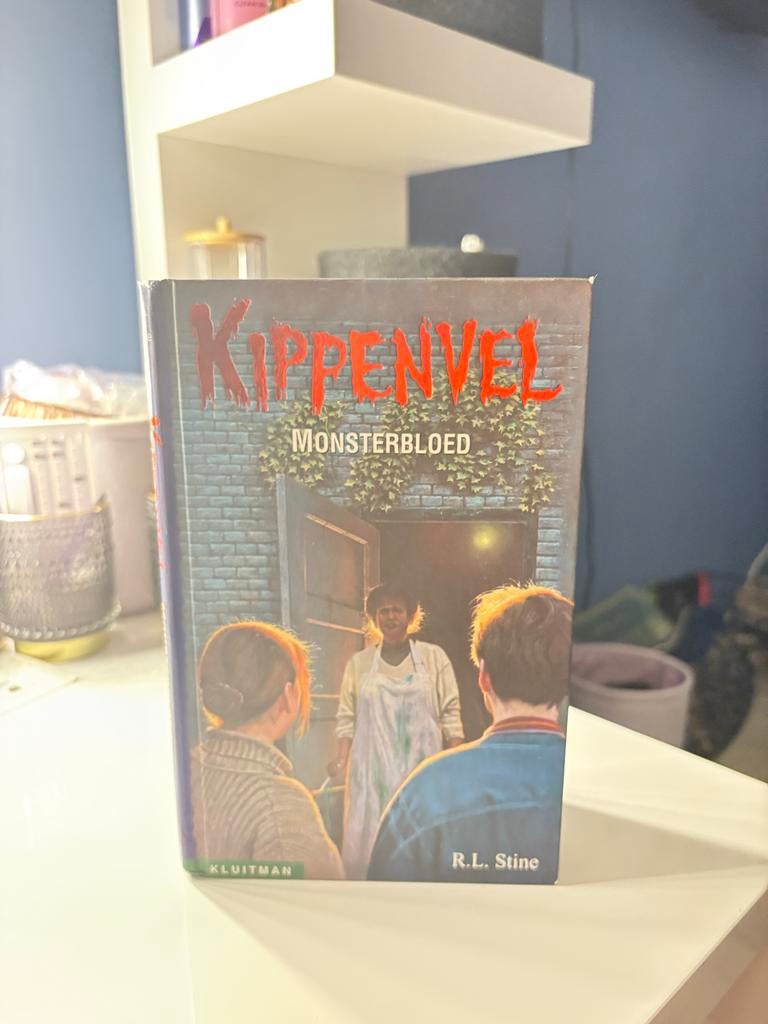 KIPPENVEL
MONSTERBLOED
R.L. Stine
KLUITMAN